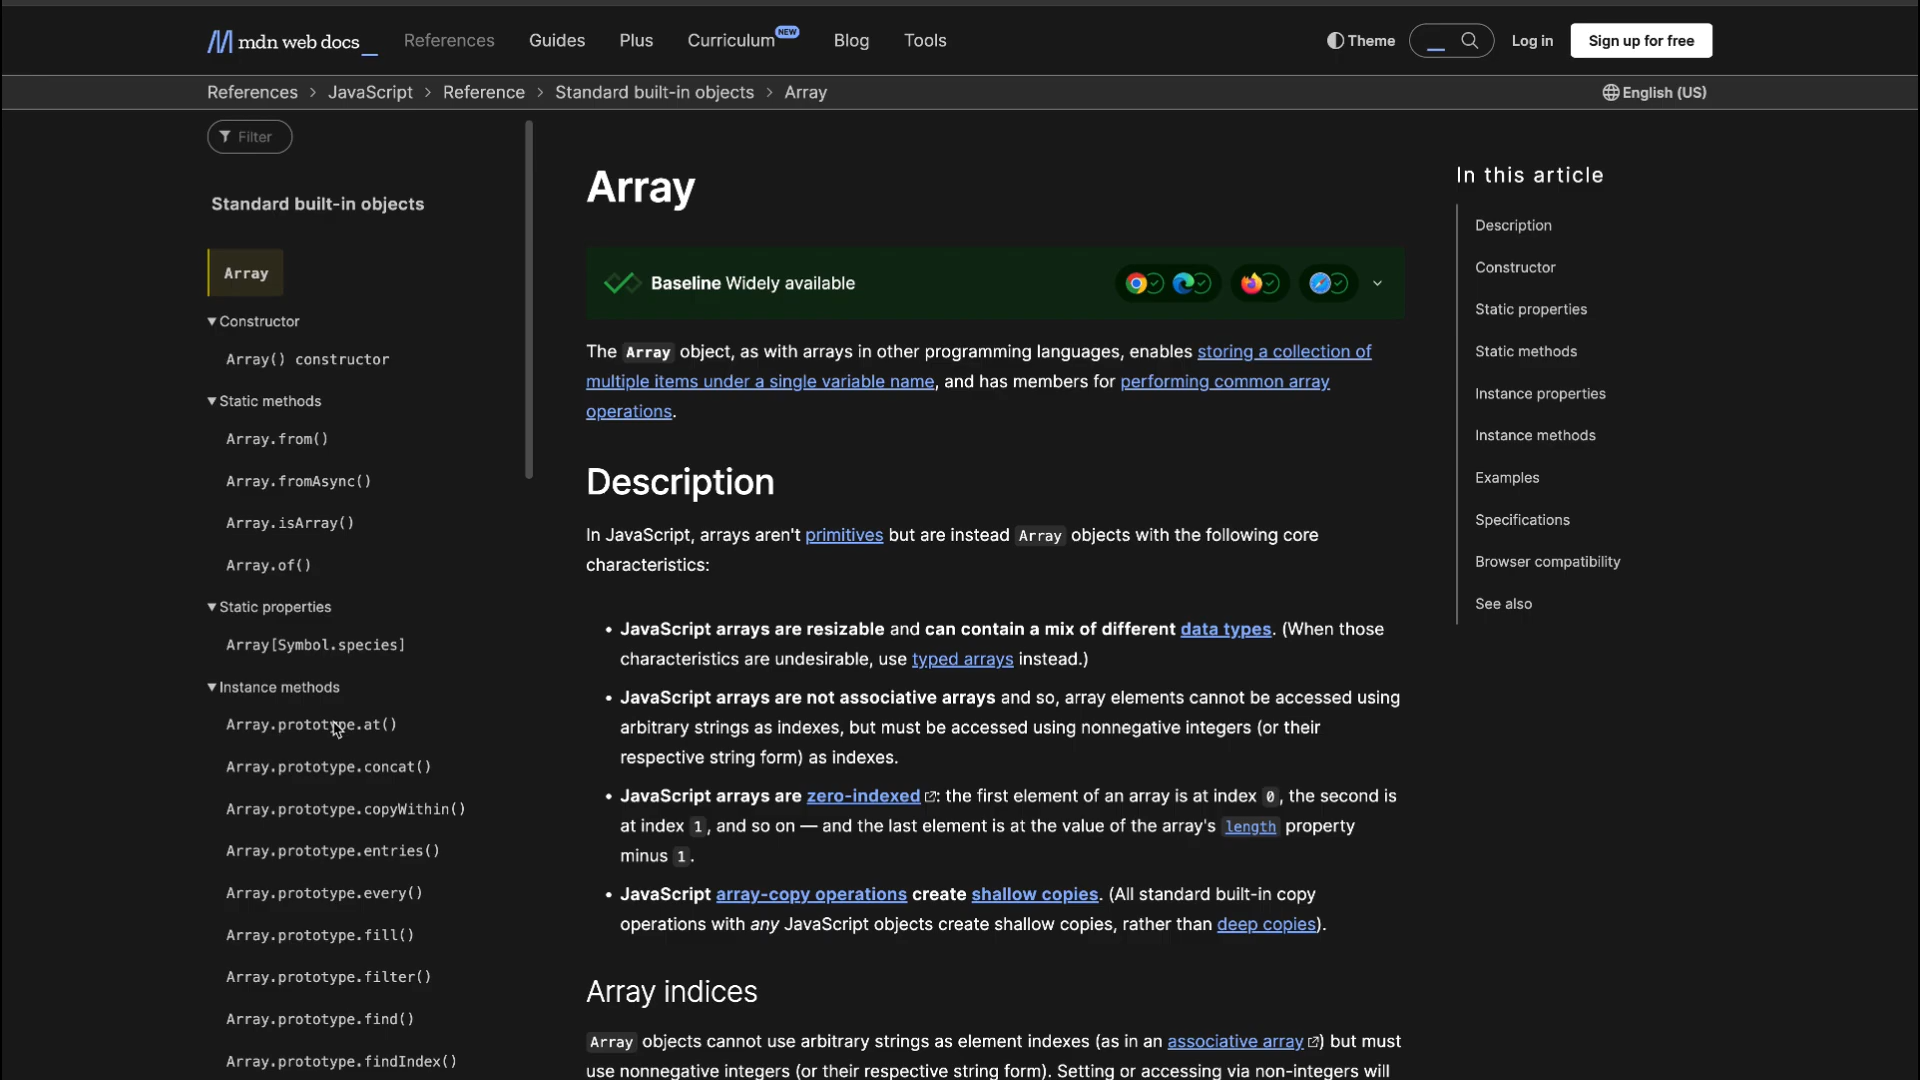 mdn web docs_
References Guides Plus Curriculum NEW Blog Tools
Theme
Log in
Sign up for free
References > JavaScript > Reference > Standard built-in objects > Array
English (US)
Filter
Standard built-in objects
Array
Constructor
Array() constructor
Static methods
Array.from()
Array.fromAsync()
Array.isArray()
Array.of()
Static properties
Array[Symbol.species]
Instance methods
Array.prototype.at()
Array.prototype.concat()
Array.prototype.copyWithin()
Array.prototype.entries()
Array.prototype.every()
Array.prototype.fill()
Array.prototype.filter()
Array.prototype.find()
Array.prototype.findIndex()
Array
Baseline Widely available
The Array object, as with arrays in other programming languages, enables storing a collection of
multiple items under a single variable name, and has members for performing common array
operations.
Description
In JavaScript, arrays aren't primitives but are instead Array objects with the following core
characteristics:
• JavaScript arrays are resizable and can contain a mix of different data types. (When those
characteristics are undesirable, use typed arrays instead.)
• JavaScript arrays are not associative arrays and so, array elements cannot be accessed using
arbitrary strings as indexes, but must be accessed using nonnegative integers (or their
respective string form) as indexes.
• JavaScript arrays are zero-indexed: the first element of an array is at index 0, the second is
at index 1, and so on — and the last element is at the value of the array's length property
minus 1.
• JavaScript array-copy operations create shallow copies. (All standard built-in copy
operations with any JavaScript objects create shallow copies, rather than deep copies).
Array indices
Array objects cannot use arbitrary strings as element indexes (as in an associative array) but must
use nonnegative integers (or their respective string form). Setting or accessing via non-integers will
In this article
Description
Constructor
Static properties
Static methods
Instance properties
Instance methods
Examples
Specifications
Browser compatibility
See also